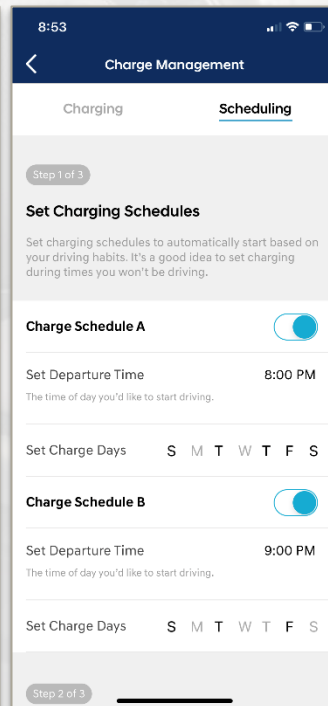 8:53
Charge Management
Charging Scheduling
Step 1 of 3
Set Charging Schedules
Set charging schedules to automatically start based on
your driving habits. It's a good idea to set charging
during times you won't be driving.
Charge Schedule A
Set Departure Time 8:00 PM
The time of day you'd like to start driving.
Set Charge Days S M T W T F S
Charge Schedule B
Set Departure Time 9:00 PM
The time of day you'd like to start driving.
Set Charge Days S M T W T F S
Step 2 of 3